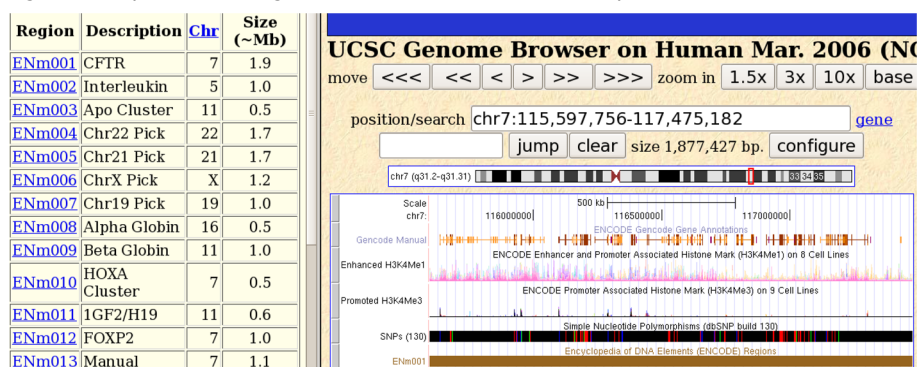 Region Description Chr Size (~Mb)
ENm001 CFTR 7 1.9
ENm002 Interleukin 5 1.0
ENm003 Apo Cluster 11 0.5
ENm004 Chr22 Pick 22 1.7
ENm005 Chr21 Pick 21 1.7
ENm006 ChrX Pick X 1.2
ENm007 Chr19 Pick 19 1.0
ENm008 Alpha Globin 16 0.5
ENm009 Beta Globin 11 1.0
ENm010 HOXA Cluster 7 0.5
ENm011 1GF2/H19 11 0.6
ENm012 FOXP2 7 1.0
ENm013 Manual 7 1.1
UCSC Genome Browser on Human Mar. 2006 (NC
move <<< << < > >> >>> zoom in 1.5x 3x 10x base
position/search chr7:115,597,756-117,475,182 gene
jump clear size 1,877,427 bp. configure
chr7 (q31.2-q31.31) 33 34 35
Scale 500 kb
chr7: 116000000 116500000 117000000
ENCODE Gencode Gene Annotations
Gencode Manual
ENCODE Enhancer and Promoter Associated Histone Mark (H3K4Me1) on 8 Cell Lines
Enhanced H3K4Me1
ENCODE Promoter Associated Histone Mark (H3K4Me3) on 9 Cell Lines
Promoted H3K4Me3
Simple Nucleotide Polymorphisms (dbSNP build 130)
SNPs (130)
Encyclopedia of DNA Elements (ENCODE) Regions
ENm001